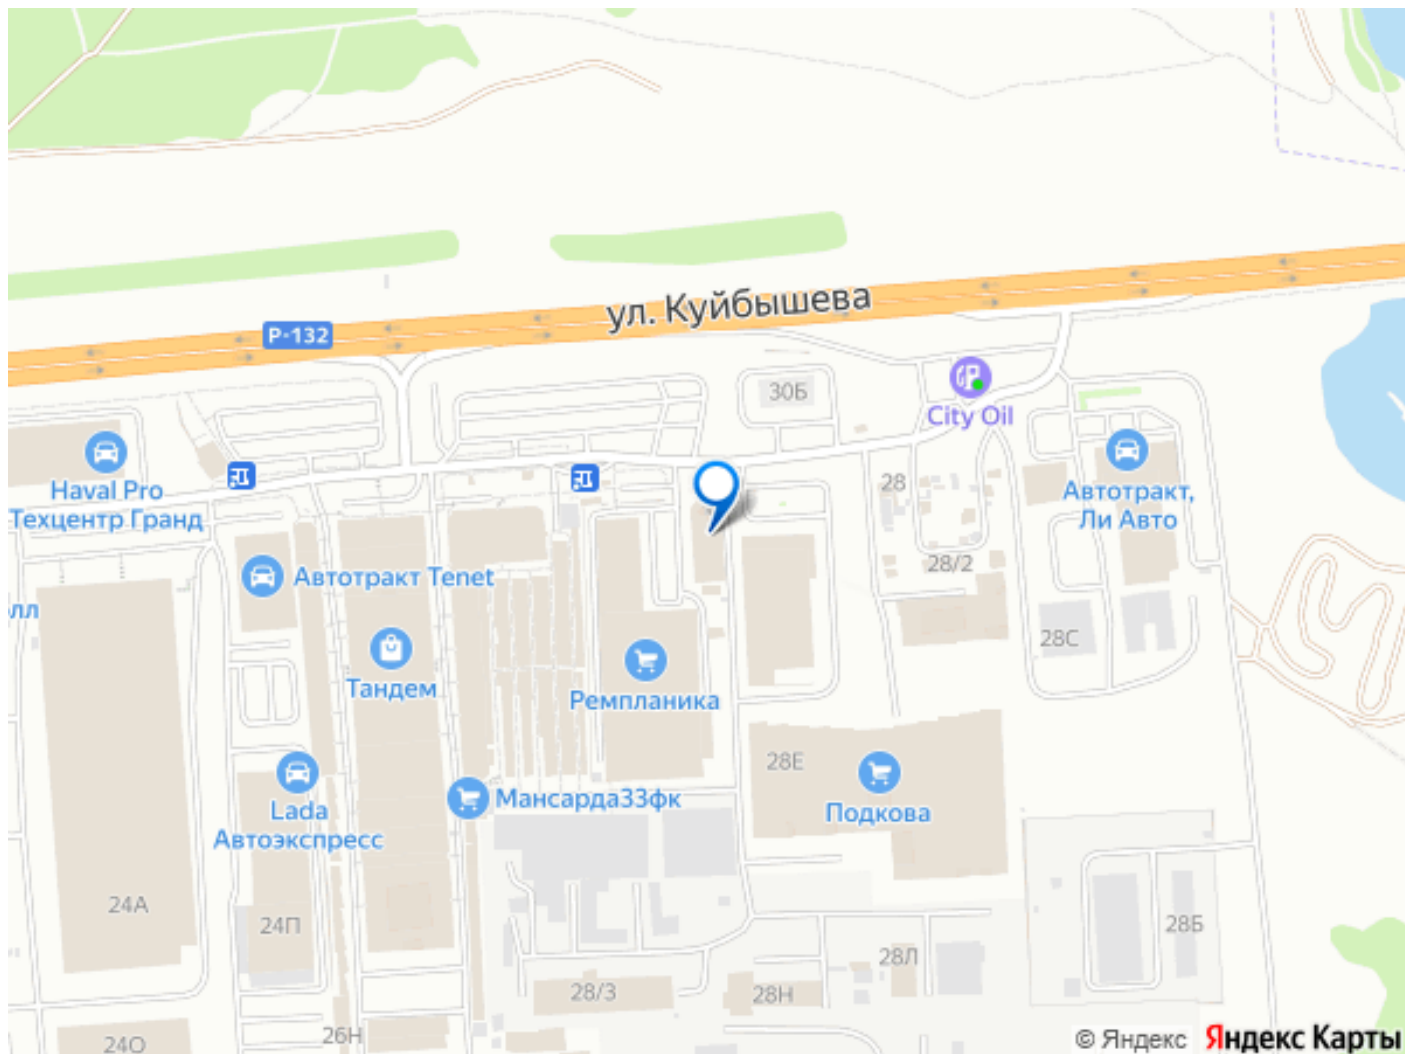 ул. Куйбышева
Р-132
30Б
City Oil
Haval Pro
Техцентр Гранд
28
Автотракт,
Ли Авто
Автотракт Tenet
28/2
олл
28С
Тандем
Ремпланика
28Е
Мансарда33фк
Подкова
Lada
Автоэкспресс
24А
24П
28Б
28Л
28/3
28Н
26Н
24О
© Яндекс
Яндекс Карты